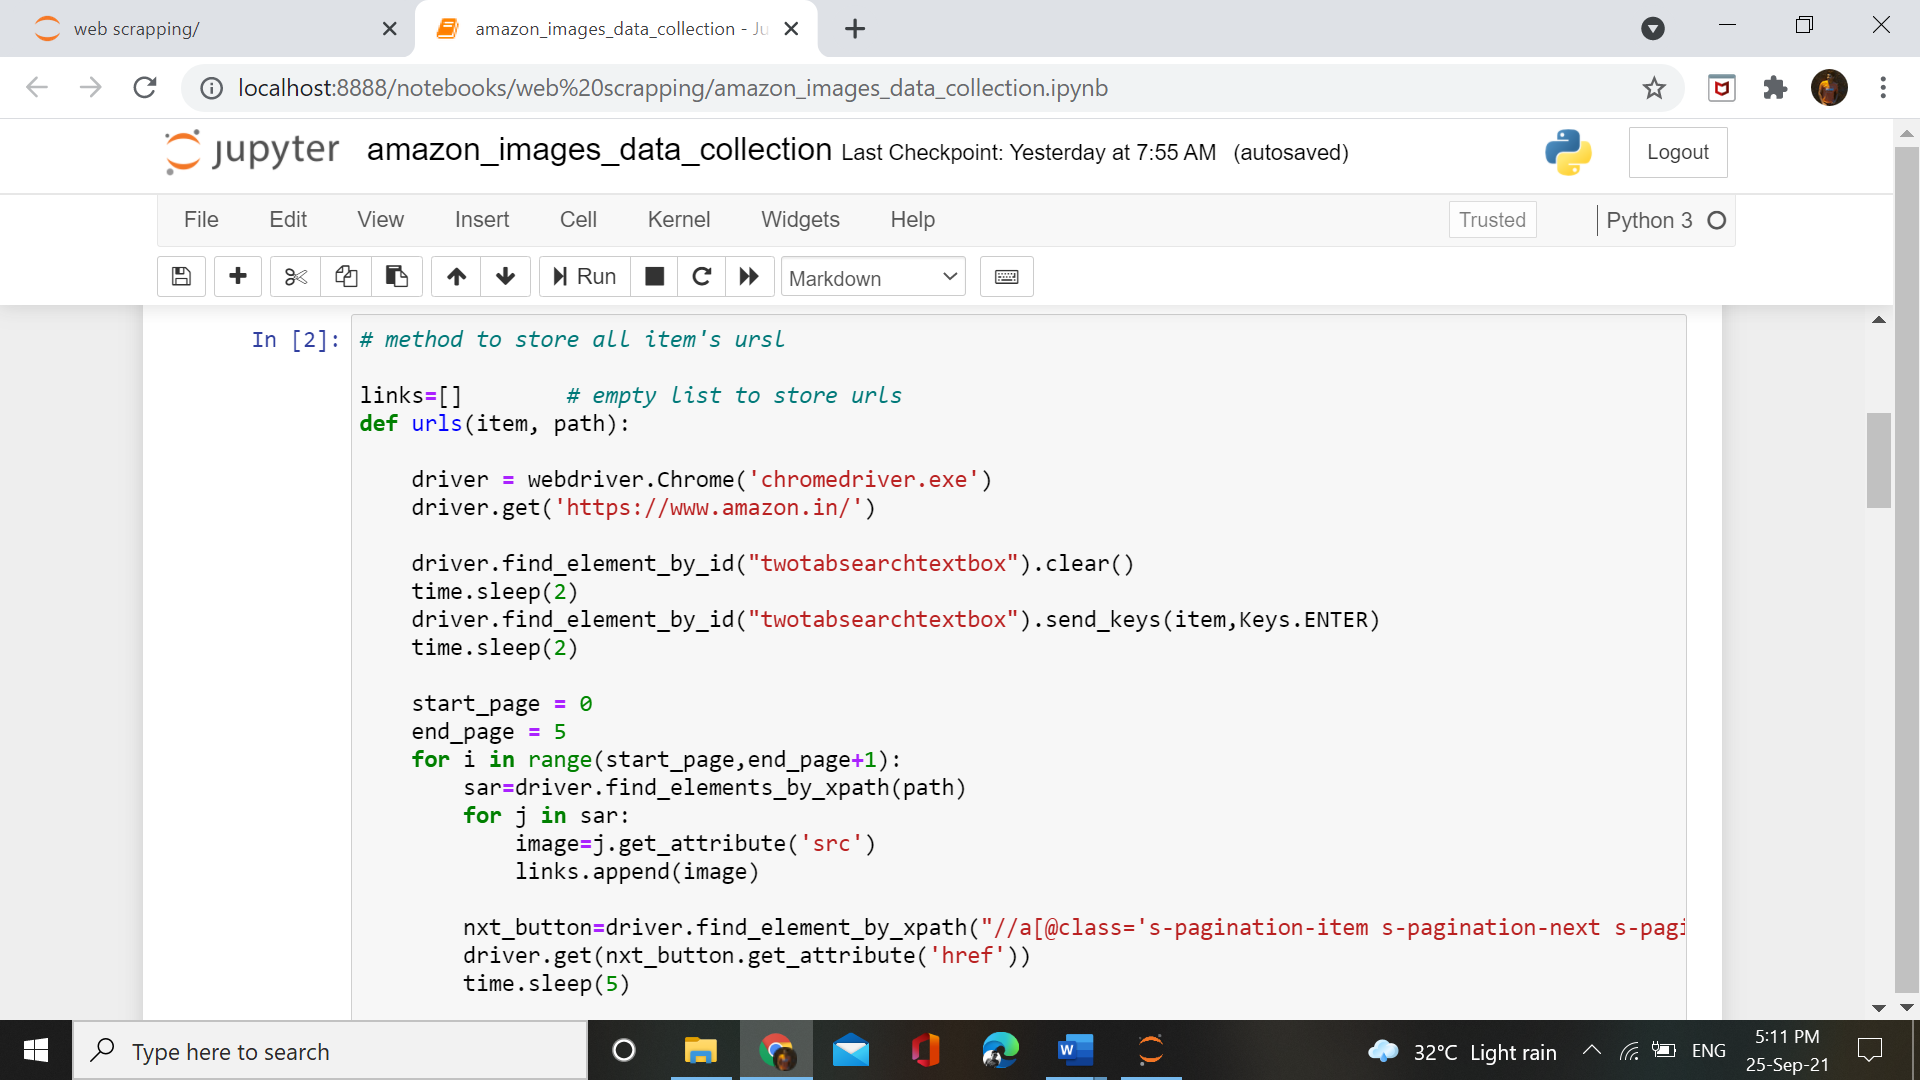 web scrapping/
amazon_images_data_collection - Ju
localhost:8888/notebooks/web%20scrapping/amazon_images_data_collection.ipynb
jupyter amazon_images_data_collection Last Checkpoint: Yesterday at 7:55 AM (autosaved)
Logout
File Edit View Insert Cell Kernel Widgets Help
Trusted
Python 3
Run
Markdown
In [2]:
# method to store all item's ursl
links=[]        # empty list to store urls
def urls(item, path):
    driver = webdriver.Chrome('chromedriver.exe')
    driver.get('https://www.amazon.in/')
    driver.find_element_by_id("twotabsearchtextbox").clear()
    time.sleep(2)
    driver.find_element_by_id("twotabsearchtextbox").send_keys(item,Keys.ENTER)
    time.sleep(2)
    start_page = 0
    end_page = 5
    for i in range(start_page,end_page+1):
        sar=driver.find_elements_by_xpath(path)
        for j in sar:
            image=j.get_attribute('src')
            links.append(image)
        nxt_button=driver.find_element_by_xpath("//a[@class='s-pagination-item s-pagination-next s-pagi
        driver.get(nxt_button.get_attribute('href'))
        time.sleep(5)
Type here to search
W
32°C Light rain
ENG
5:11 PM
25-Sep-21